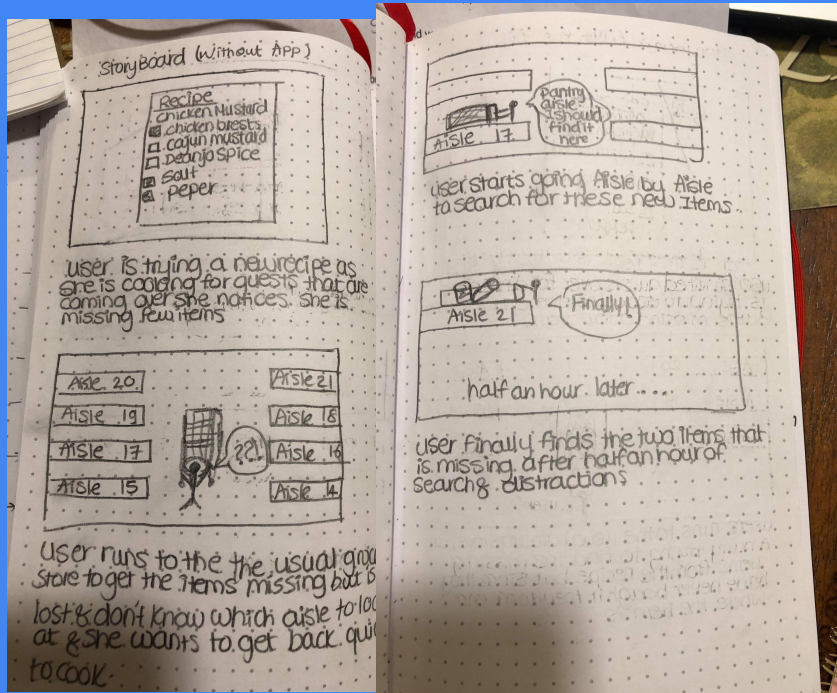 StoryBoard (Without APP)
Recipe
Chicken Mustard
chicken brests
cajun mustard
Deanjo Spice
Salt
peper
user is trying a new recipe as
she is cooking for guests that are
coming over she notices she is
missing few items
Aisle 20
Aisle 21
Aisle 19
Aisle 18
Aisle 17
Aisle 16
Aisle 15
Aisle 14
??!
user runs to the the usual
Store to get the items missing but is
lost & don't know which aisle to
at & she wants to get back
to cook.
Pantry
aisle
I should
find it
here
Aisle 17
user starts going Aisle by Aisle
to search for these new Items.
Finally!
Aisle 21
half an hour later....
user finally finds the two items that
is missing after half an hour of
search & distractions